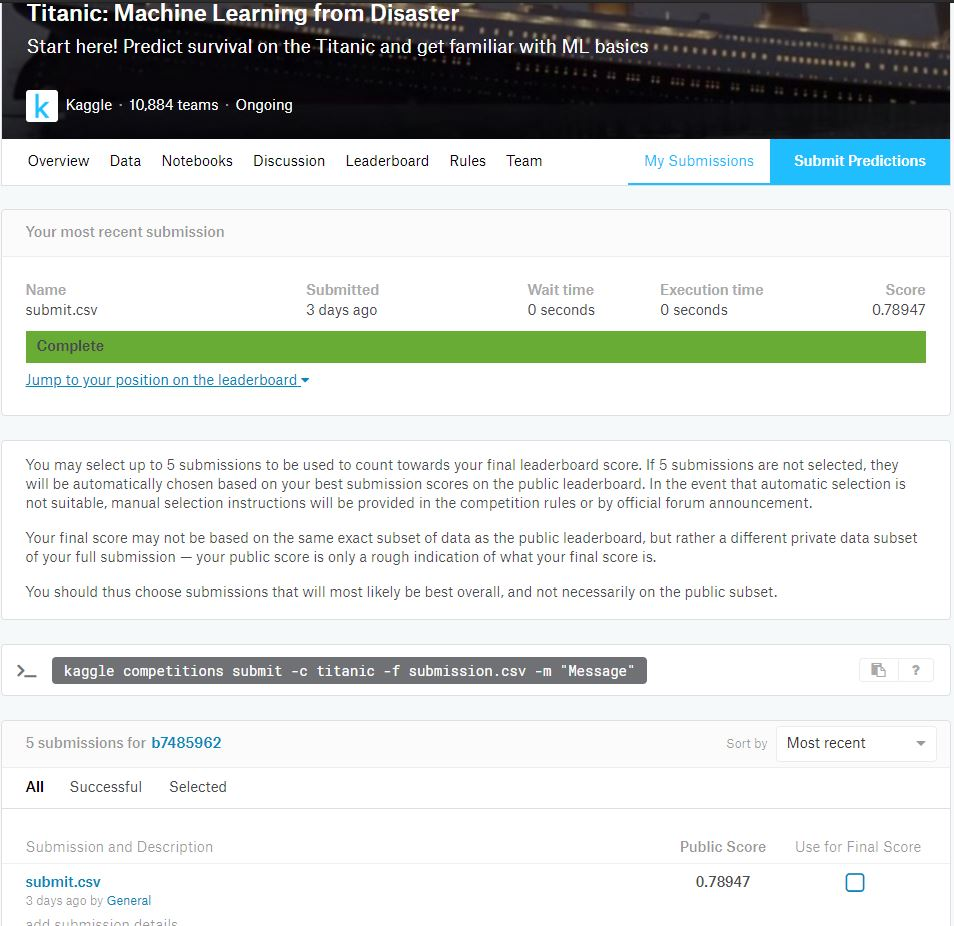 Titanic: Machine Learning from Disaster
Start here! Predict survival on the Titanic and get familiar with ML basics
k Kaggle · 10,884 teams · Ongoing
Overview Data Notebooks Discussion Leaderboard Rules Team My Submissions Submit Predictions
Your most recent submission
Name Submitted Wait time Execution time Score
submit.csv 3 days ago 0 seconds 0 seconds 0.78947
Complete
Jump to your position on the leaderboard
You may select up to 5 submissions to be used to count towards your final leaderboard score. If 5 submissions are not selected, they
will be automatically chosen based on your best submission scores on the public leaderboard. In the event that automatic selection is
not suitable, manual selection instructions will be provided in the competition rules or by official forum announcement.
Your final score may not be based on the same exact subset of data as the public leaderboard, but rather a different private data subset
of your full submission — your public score is only a rough indication of what your final score is.
You should thus choose submissions that will most likely be best overall, and not necessarily on the public subset.
>_ kaggle competitions submit -c titanic -f submission.csv -m "Message" ?
5 submissions for b7485962 Sort by Most recent
All Successful Selected
Submission and Description Public Score Use for Final Score
submit.csv 0.78947
3 days ago by General
add submission details